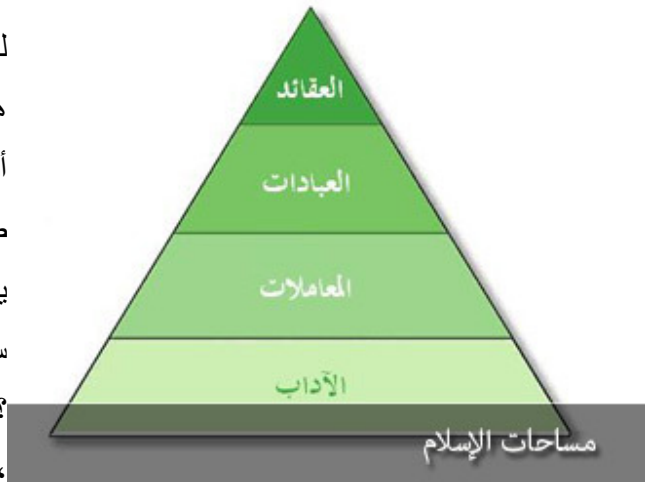 العقائد
العبادات
المعاملات
الآداب
مساحات الإسلام